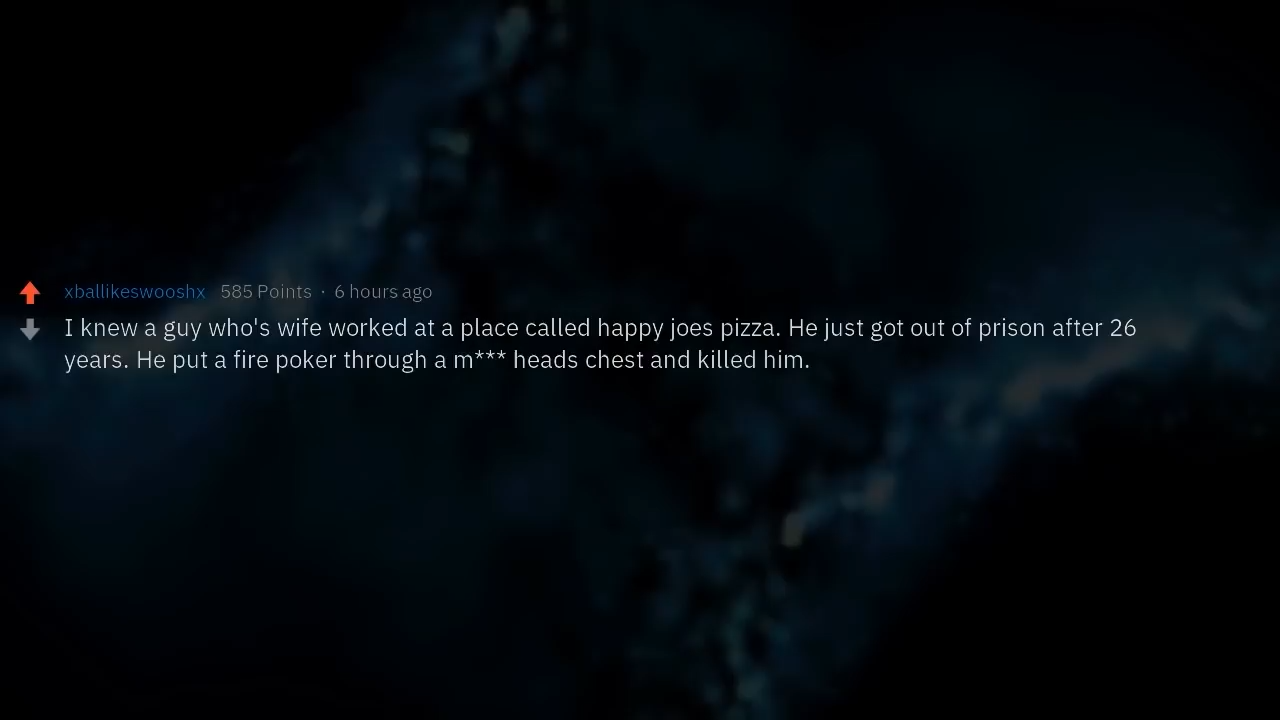 xballikeswooshx 585 Points · 6 hours ago
I knew a guy who's wife worked at a place called happy joes pizza. He just got out of prison after 26
years. He put a fire poker through a m*** heads chest and killed him.